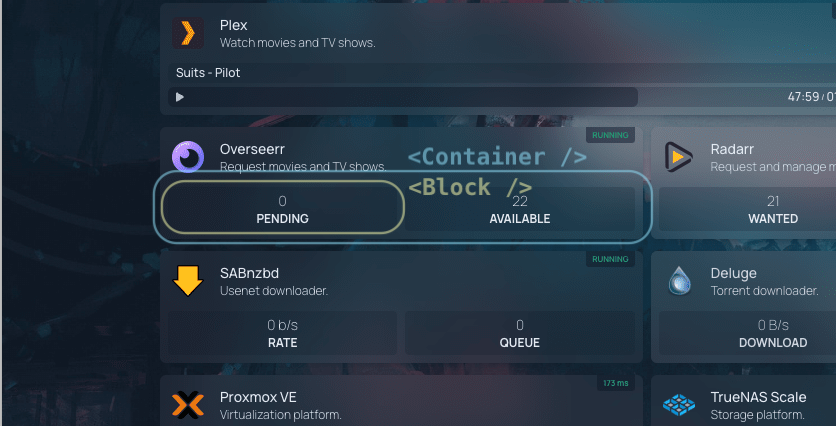 Plex
Watch movies and TV shows.
Suits - Pilot
47:59 /
RUNNING
Overseerr
Request movies and TV shows.
<Container />
<Block />
0
PENDING
22
AVAILABLE
Radarr
Request and manage
21
WANTED
RUNNING
SABnzbd
Usenet downloader.
0 b/s
RATE
0
QUEUE
Deluge
Torrent downloader.
0 B/s
DOWNLOAD
173 ms
Proxmox VE
Virtualization platform.
TrueNAS Scale
Storage platform.